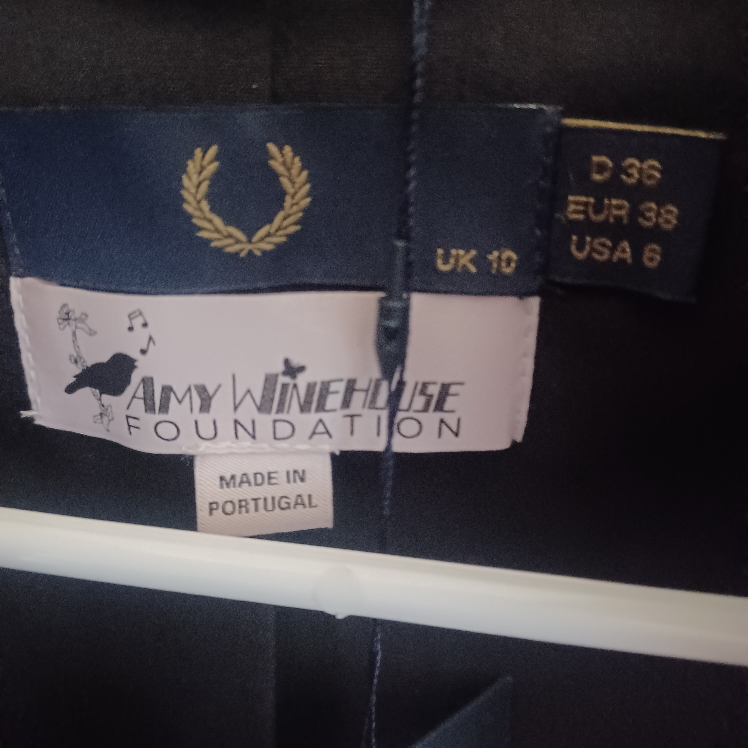 UK 10
D 36
EUR 38
USA 6
AMY WINEHOUSE
FOUNDATION
MADE IN
PORTUGAL